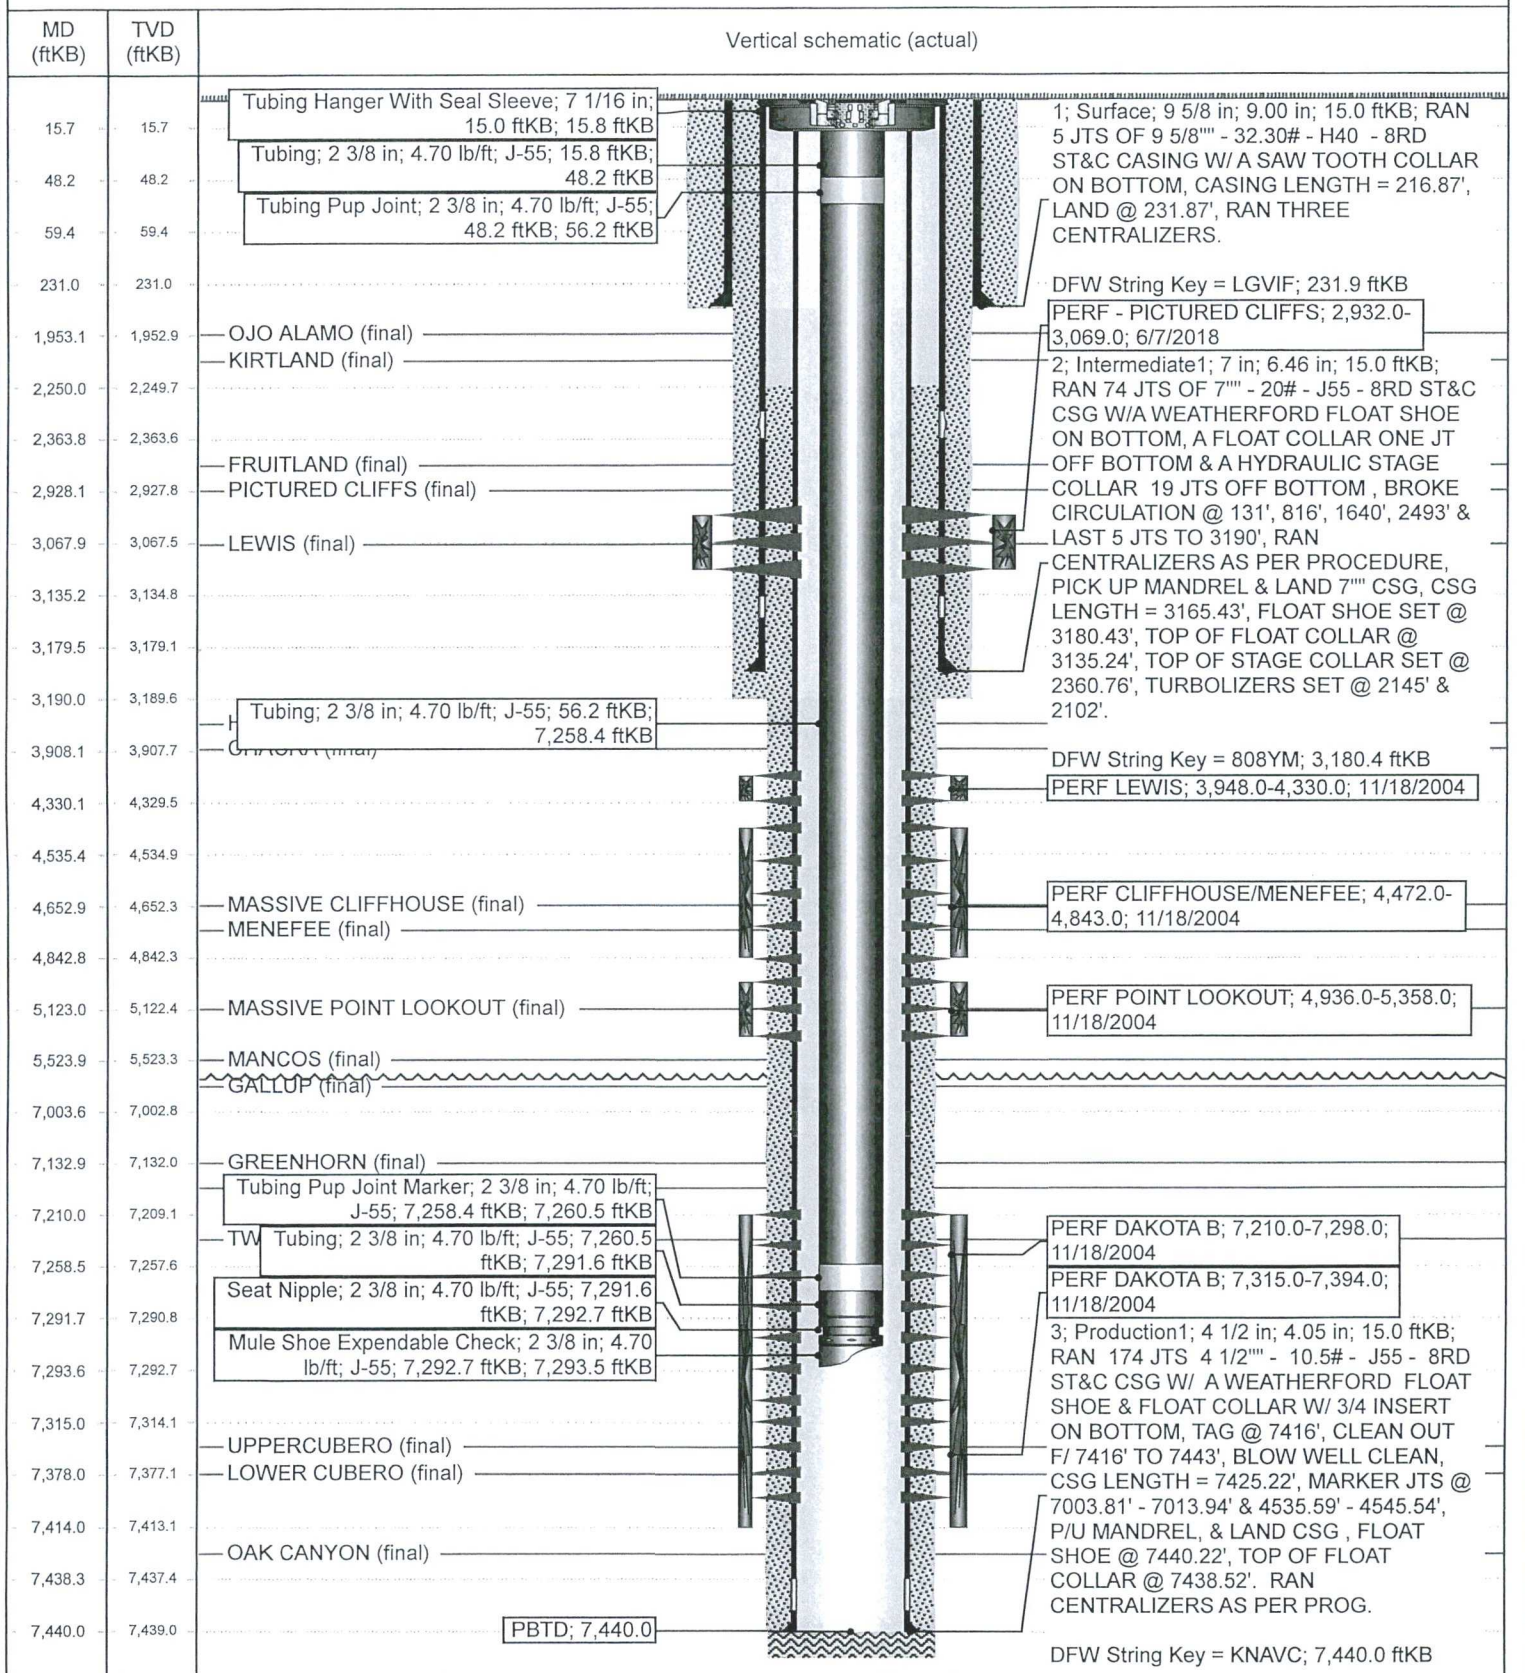 MD
(ftKB)
TVD
(ftKB)
Vertical schematic (actual)
15.7
15.7
48.2
48.2
59.4
59.4
231.0
231.0
1,953.1
1,952.9
2,250.0
2,249.7
2,363.8
2,363.6
2,928.1
2,927.8
3,067.9
3,067.5
3,135.2
3,134.8
3,179.5
3,179.1
3,190.0
3,189.6
3,908.1
3,907.7
4,330.1
4,329.5
4,535.4
4,534.9
4,652.9
4,652.3
4,842.8
4,842.3
5,123.0
5,122.4
5,523.9
5,523.3
7,003.6
7,002.8
7,132.9
7,132.0
7,210.0
7,209.1
7,258.5
7,257.6
7,291.7
7,290.8
7,293.6
7,292.7
7,315.0
7,314.1
7,378.0
7,377.1
7,414.0
7,413.1
7,438.3
7,437.4
7,440.0
7,439.0
Tubing Hanger With Seal Sleeve; 7 1/16 in;
15.0 ftKB; 15.8 ftKB
Tubing; 2 3/8 in; 4.70 lb/ft; J-55; 15.8 ftKB;
48.2 ftKB
Tubing Pup Joint; 2 3/8 in; 4.70 lb/ft; J-55;
48.2 ftKB; 56.2 ftKB
OJO ALAMO (final)
KIRTLAND (final)
FRUITLAND (final)
PICTURED CLIFFS (final)
LEWIS (final)
H
Tubing; 2 3/8 in; 4.70 lb/ft; J-55; 56.2 ftKB;
7,258.4 ftKB
CHACRA (final)
MASSIVE CLIFFHOUSE (final)
MENEFEE (final)
MASSIVE POINT LOOKOUT (final)
MANCOS (final)
GALLUP (final)
GREENHORN (final)
Tubing Pup Joint Marker; 2 3/8 in; 4.70 lb/ft;
J-55; 7,258.4 ftKB; 7,260.5 ftKB
TW
Tubing; 2 3/8 in; 4.70 lb/ft; J-55; 7,260.5
ftKB; 7,291.6 ftKB
Seat Nipple; 2 3/8 in; 4.70 lb/ft; J-55; 7,291.6
ftKB; 7,292.7 ftKB
Mule Shoe Expendable Check; 2 3/8 in; 4.70
lb/ft; J-55; 7,292.7 ftKB; 7,293.5 ftKB
UPPERCUBERO (final)
LOWER CUBERO (final)
OAK CANYON (final)
PBTD; 7,440.0
1; Surface; 9 5/8 in; 9.00 in; 15.0 ftKB; RAN
5 JTS OF 9 5/8"" - 32.30# - H40 - 8RD
ST&C CASING W/ A SAW TOOTH COLLAR
ON BOTTOM, CASING LENGTH = 216.87',
LAND @ 231.87', RAN THREE
CENTRALIZERS.
DFW String Key = LGVIF; 231.9 ftKB
PERF - PICTURED CLIFFS; 2,932.0-
3,069.0; 6/7/2018
2; Intermediate1; 7 in; 6.46 in; 15.0 ftKB;
RAN 74 JTS OF 7"" - 20# - J55 - 8RD ST&C
CSG W/A WEATHERFORD FLOAT SHOE
ON BOTTOM, A FLOAT COLLAR ONE JT
OFF BOTTOM & A HYDRAULIC STAGE
COLLAR 19 JTS OFF BOTTOM , BROKE
CIRCULATION @ 131', 816', 1640', 2493' &
LAST 5 JTS TO 3190', RAN
CENTRALIZERS AS PER PROCEDURE,
PICK UP MANDREL & LAND 7"" CSG, CSG
LENGTH = 3165.43', FLOAT SHOE SET @
3180.43', TOP OF FLOAT COLLAR @
3135.24', TOP OF STAGE COLLAR SET @
2360.76', TURBOLIZERS SET @ 2145' &
2102'.
DFW String Key = 808YM; 3,180.4 ftKB
PERF LEWIS; 3,948.0-4,330.0; 11/18/2004
PERF CLIFFHOUSE/MENEFEE; 4,472.0-
4,843.0; 11/18/2004
PERF POINT LOOKOUT; 4,936.0-5,358.0;
11/18/2004
PERF DAKOTA B; 7,210.0-7,298.0;
11/18/2004
PERF DAKOTA B; 7,315.0-7,394.0;
11/18/2004
3; Production1; 4 1/2 in; 4.05 in; 15.0 ftKB;
RAN 174 JTS 4 1/2"" - 10.5# - J55 - 8RD
ST&C CSG W/ A WEATHERFORD FLOAT
SHOE & FLOAT COLLAR W/ 3/4 INSERT
ON BOTTOM, TAG @ 7416', CLEAN OUT
F/ 7416' TO 7443', BLOW WELL CLEAN,
CSG LENGTH = 7425.22', MARKER JTS @
7003.81' - 7013.94' & 4535.59' - 4545.54',
P/U MANDREL, & LAND CSG , FLOAT
SHOE @ 7440.22', TOP OF FLOAT
COLLAR @ 7438.52'. RAN
CENTRALIZERS AS PER PROG.
DFW String Key = KNAVC; 7,440.0 ftKB